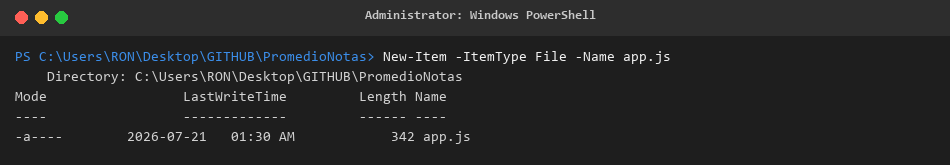 Administrator: Windows PowerShell
PS C:\Users\RON\Desktop\GITHUB\PromedioNotas> New-Item -ItemType File -Name app.js
Directory: C:\Users\RON\Desktop\GITHUB\PromedioNotas
Mode                 LastWriteTime         Length Name
----                 -------------         ------ ----
-a----        2026-07-21   01:30 AM            342 app.js